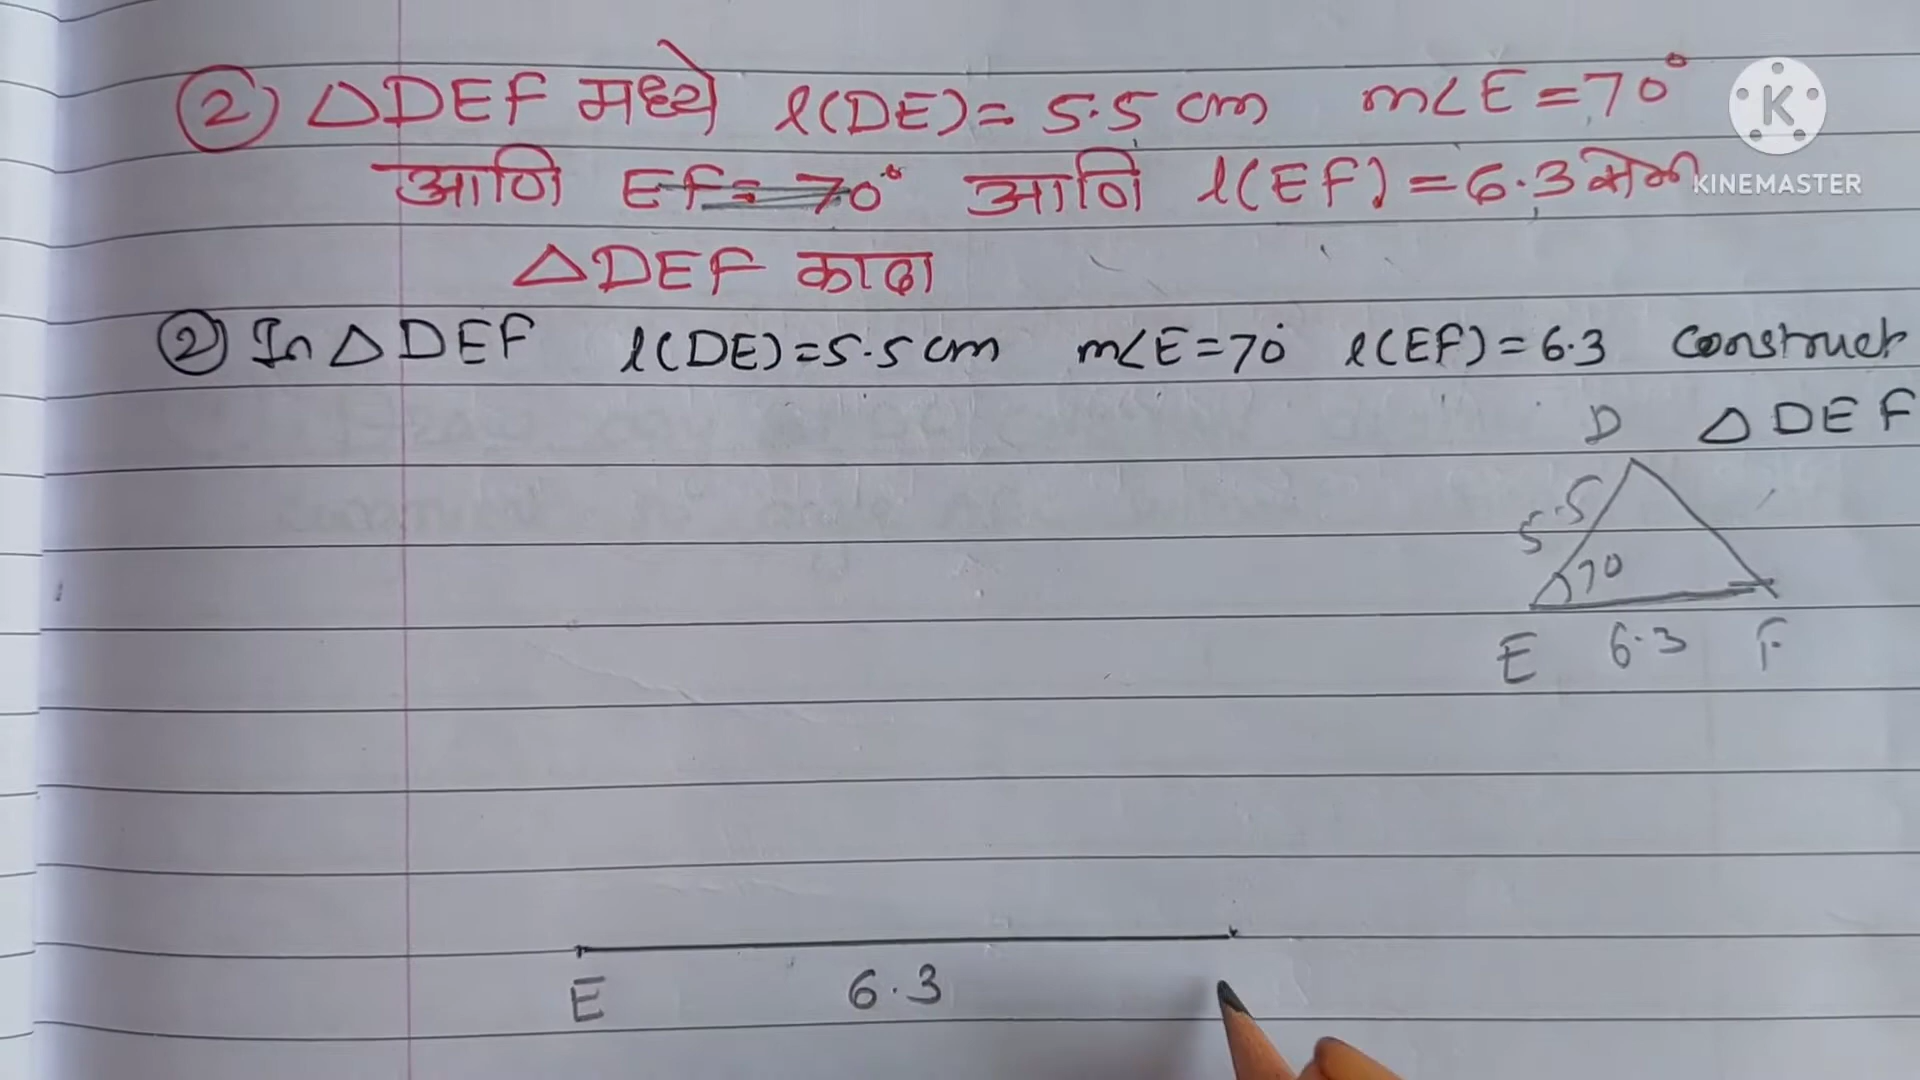 ② △DEF मध्ये l(DE) = 5.5 cm m∠E = 70°
आणि EF = 70° आणि l(EF) = 6.3 सेमी
△DEF काढा
② In △DEF l(DE) = 5.5 cm m∠E = 70° l(EF) = 6.3 construct
△DEF
D
5.5
70
E 6.3 F
E 6.3
K
KINEMASTER